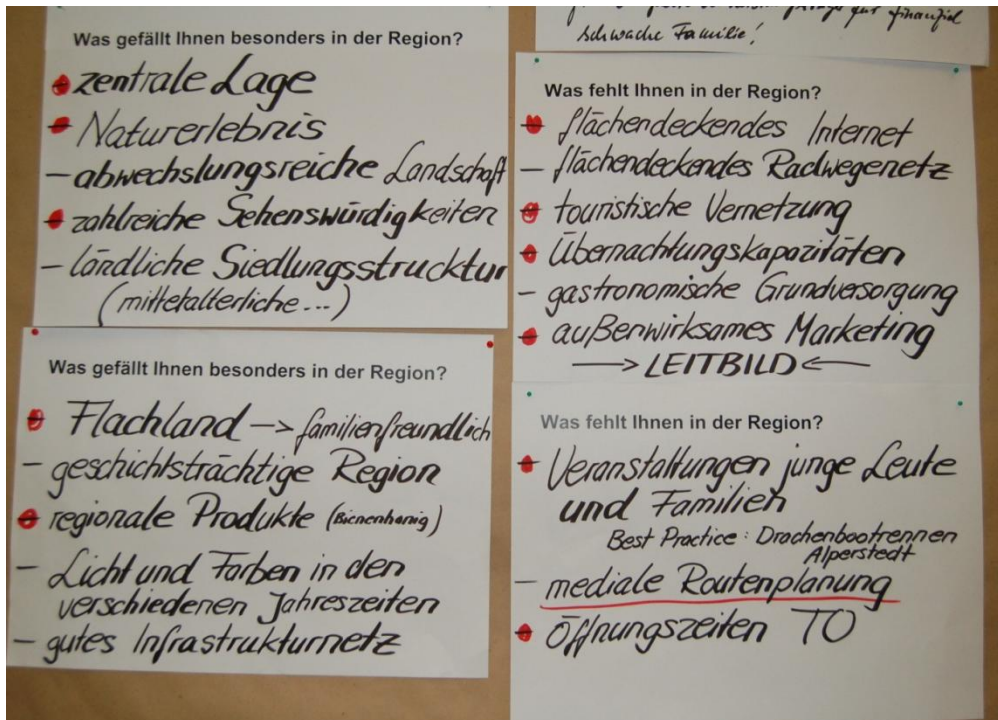 Was gefällt Ihnen besonders in der Region?
- zentrale Lage
- Naturerlebnis
- abwechslungsreiche Landschaft
- zahlreiche Sehenswürdigkeiten
- ländliche Siedlungsstrucktur
(mittelalterliche...)
Was gefällt Ihnen besonders in der Region?
- Flachland -> familienfreundlich
- geschichtsträchtige Region
- regionale Produkte (Bienenhonig)
- Licht und Farben in den
verschiedenen Jahreszeiten
- gutes Infrastrukturnetz
finanziel
schwache Familie!
Was fehlt Ihnen in der Region?
- flächendeckendes Internet
- flächendeckendes Radwegenetz
- touristische Vernetzung
- Übernachtungskapazitäten
- gastronomische Grundversorgung
- außenwirksames Marketing
—> LEITBILD <—
Was fehlt Ihnen in der Region?
- Veranstaltungen junge Leute
und Familien
Best Practice: Drachenbootrennen
Alperstedt
- mediale Routenplanung
- Öffnungszeiten TO